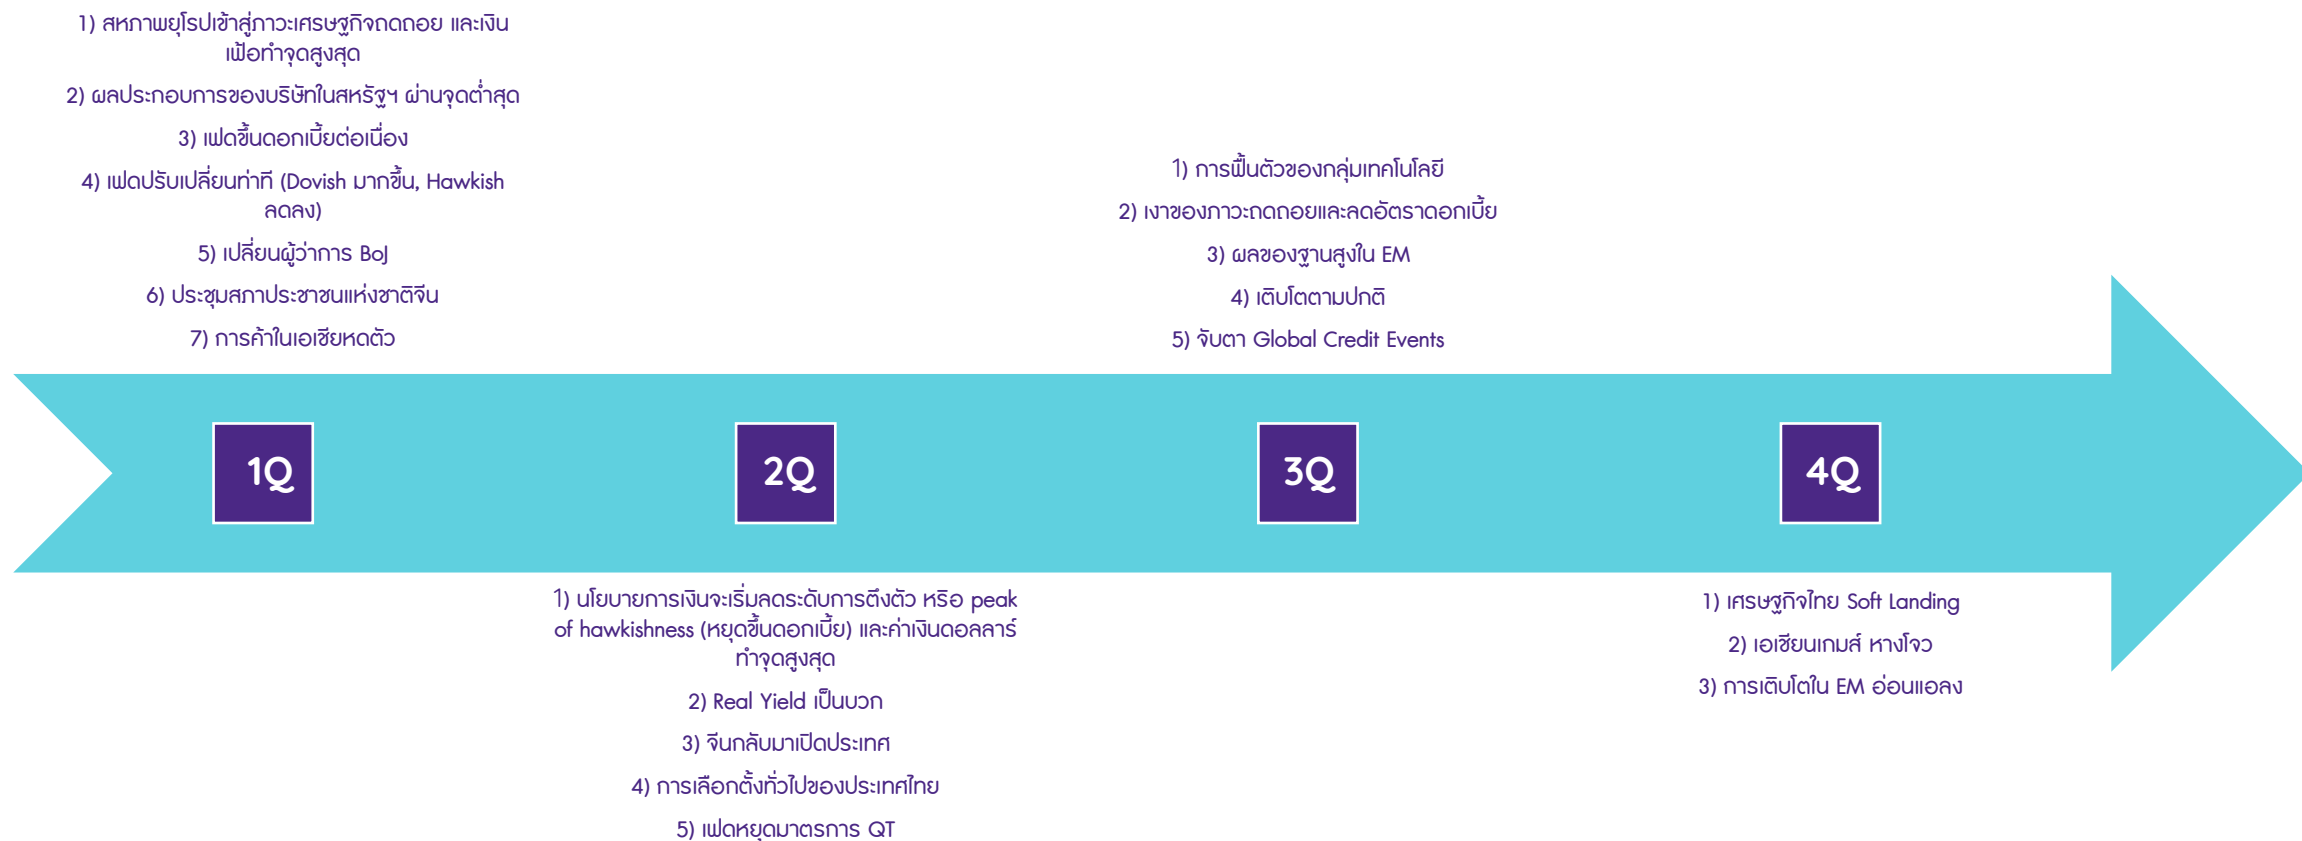 1) สหภาพยุโรปเข้าสู่ภาวะเศรษฐกิจถดถอย และเงิน
เฟ้อทำจุดสูงสุด
2) ผลประกอบการของบริษัทในสหรัฐฯ ผ่านจุดต่ำสุด
3) เฟดขึ้นดอกเบี้ยต่อเนื่อง
4) เฟดปรับเปลี่ยนท่าที (Dovish มากขึ้น, Hawkish
ลดลง)
5) เปลี่ยนผู้ว่าการ BoJ
6) ประชุมสภาประชาชนแห่งชาติจีน
7) การค้าในเอเชียหดตัว
1) การฟื้นตัวของกลุ่มเทคโนโลยี
2) เงาของภาวะถดถอยและลดอัตราดอกเบี้ย
3) ผลของฐานสูงใน EM
4) เติบโตตามปกติ
5) จับตา Global Credit Events
1Q
2Q
3Q
4Q
1) นโยบายการเงินจะเริ่มลดระดับการตึงตัว หรือ peak
of hawkishness (หยุดขึ้นดอกเบี้ย) และค่าเงินดอลลาร์
ทำจุดสูงสุด
2) Real Yield เป็นบวก
3) จีนกลับมาเปิดประเทศ
4) การเลือกตั้งทั่วไปของประเทศไทย
5) เฟดหยุดมาตรการ QT
1) เศรษฐกิจไทย Soft Landing
2) เอเชียนเกมส์ หางโจว
3) การเติบโตใน EM อ่อนแอลง